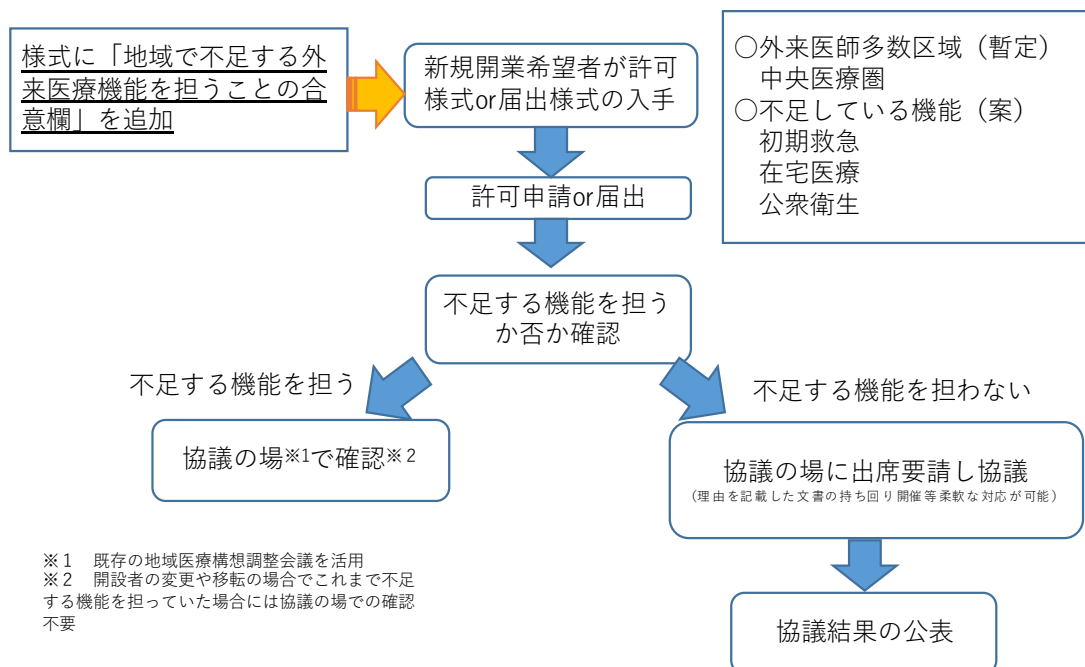 様式に「地域で不足する外
来医療機能を担うことの合
意欄」を追加
新規開業希望者が許可
様式or届出様式の入手
○外来医師多数区域（暫定）
中央医療圏
○不足している機能（案）
初期救急
在宅医療
公衆衛生
許可申請or届出
不足する機能を担う
か否か確認
不足する機能を担う
不足する機能を担わない
協議の場※1で確認※2
協議の場に出席要請し協議
（理由を記載した文書の持ち回り開催等柔軟な対応が可能）
※１　既存の地域医療構想調整会議を活用
※２　開設者の変更や移転の場合でこれまで不足
する機能を担っていた場合には協議の場での確認
不要
協議結果の公表